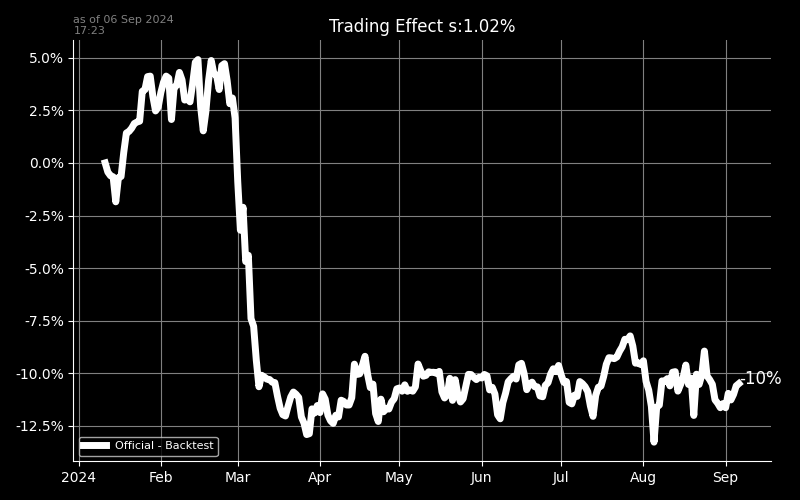 as of 06 Sep 2024
17:23
Trading Effect s:1.02%
5.0%
2.5%
0.0%
-2.5%
-5.0%
-7.5%
-10.0%
-12.5%
-10%
Official - Backtest
2024 Feb Mar Apr May Jun Jul Aug Sep